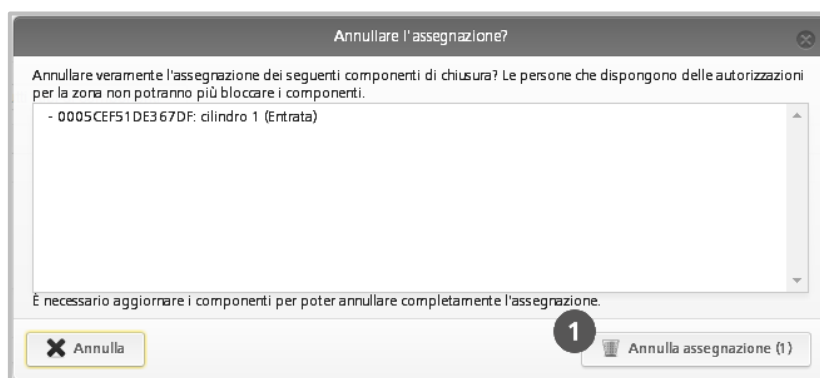 Annullare l'assegnazione?
Annullare veramente l'assegnazione dei seguenti componenti di chiusura? Le persone che dispongono delle autorizzazioni
per la zona non potranno più bloccare i componenti.
- 0005CEF51DE367DF: cilindro 1 (Entrata)
È necessario aggiornare i componenti per poter annullare completamente l'assegnazione.
1
Annulla
Annulla assegnazione (1)